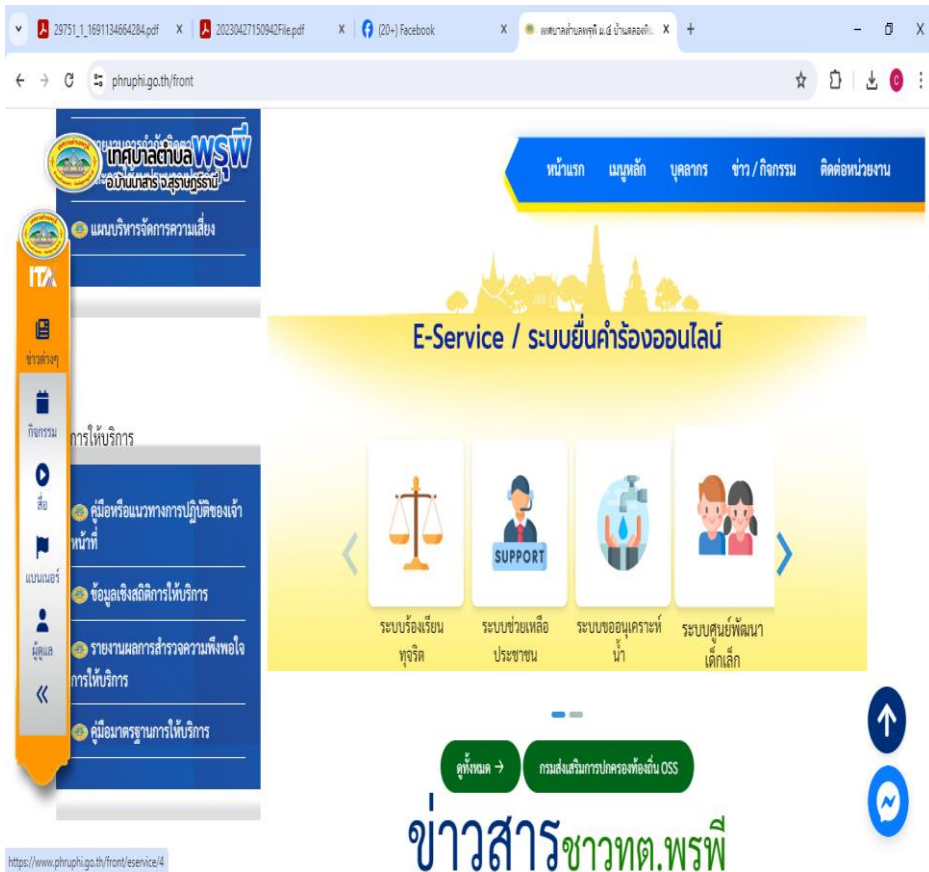 29751_1_1691134664284.pdf
20230427150942File.pdf
(20+) Facebook
phruphi.go.th/front
เทศบาลตำบลพรุพี
อ.บ้านนาสาร จ.สุราษฎร์ธานี
หน้าแรก เมนูหลัก บุคลากร ข่าว / กิจกรรม ติดต่อหน่วยงาน
แผนบริหารจัดการความเสี่ยง
ITA
ข่าวต่างๆ
กิจกรรม
สื่อ
แบนเนอร์
ผู้ดูแล
การให้บริการ
คู่มือหรือแนวทางการปฏิบัติของเจ้า
หน้าที่
ข้อมูลเชิงสถิติการให้บริการ
รายงานผลการสำรวจความพึงพอใจ
การให้บริการ
คู่มือมาตรฐานการให้บริการ
E-Service / ระบบยื่นคำร้องออนไลน์
SUPPORT
ระบบร้องเรียน
ทุจริต
ระบบช่วยเหลือ
ประชาชน
ระบบขออนุเคราะห์
น้ำ
ระบบศูนย์พัฒนา
เด็กเล็ก
ดูทั้งหมด →
กรมส่งเสริมการปกครองท้องถิ่น OSS
ข่าวสารชาวทต.พรุพี
https://www.phruphi.go.th/front/eservice/4